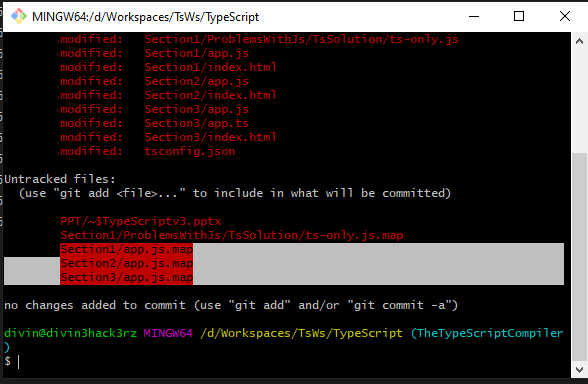 MINGW64:/d/Workspaces/TsWs/TypeScript
modified: Section1/ProblemsWithJs/TsSolution/ts-only.js
modified: Section1/app.js
modified: Section1/index.html
modified: Section2/app.js
modified: Section2/index.html
modified: Section3/app.js
modified: Section3/app.ts
modified: Section3/index.html
modified: tsconfig.json
Untracked files:
(use "git add <file>..." to include in what will be committed)
PPT/~$TypeScriptv3.pptx
Section1/ProblemsWithJs/TsSolution/ts-only.js.map
Section1/app.js.map
Section2/app.js.map
Section3/app.js.map
no changes added to commit (use "git add" and/or "git commit -a")
divin@divin3hack3rz MINGW64 /d/Workspaces/TsWs/TypeScript (TheTypeScriptCompiler
)
$